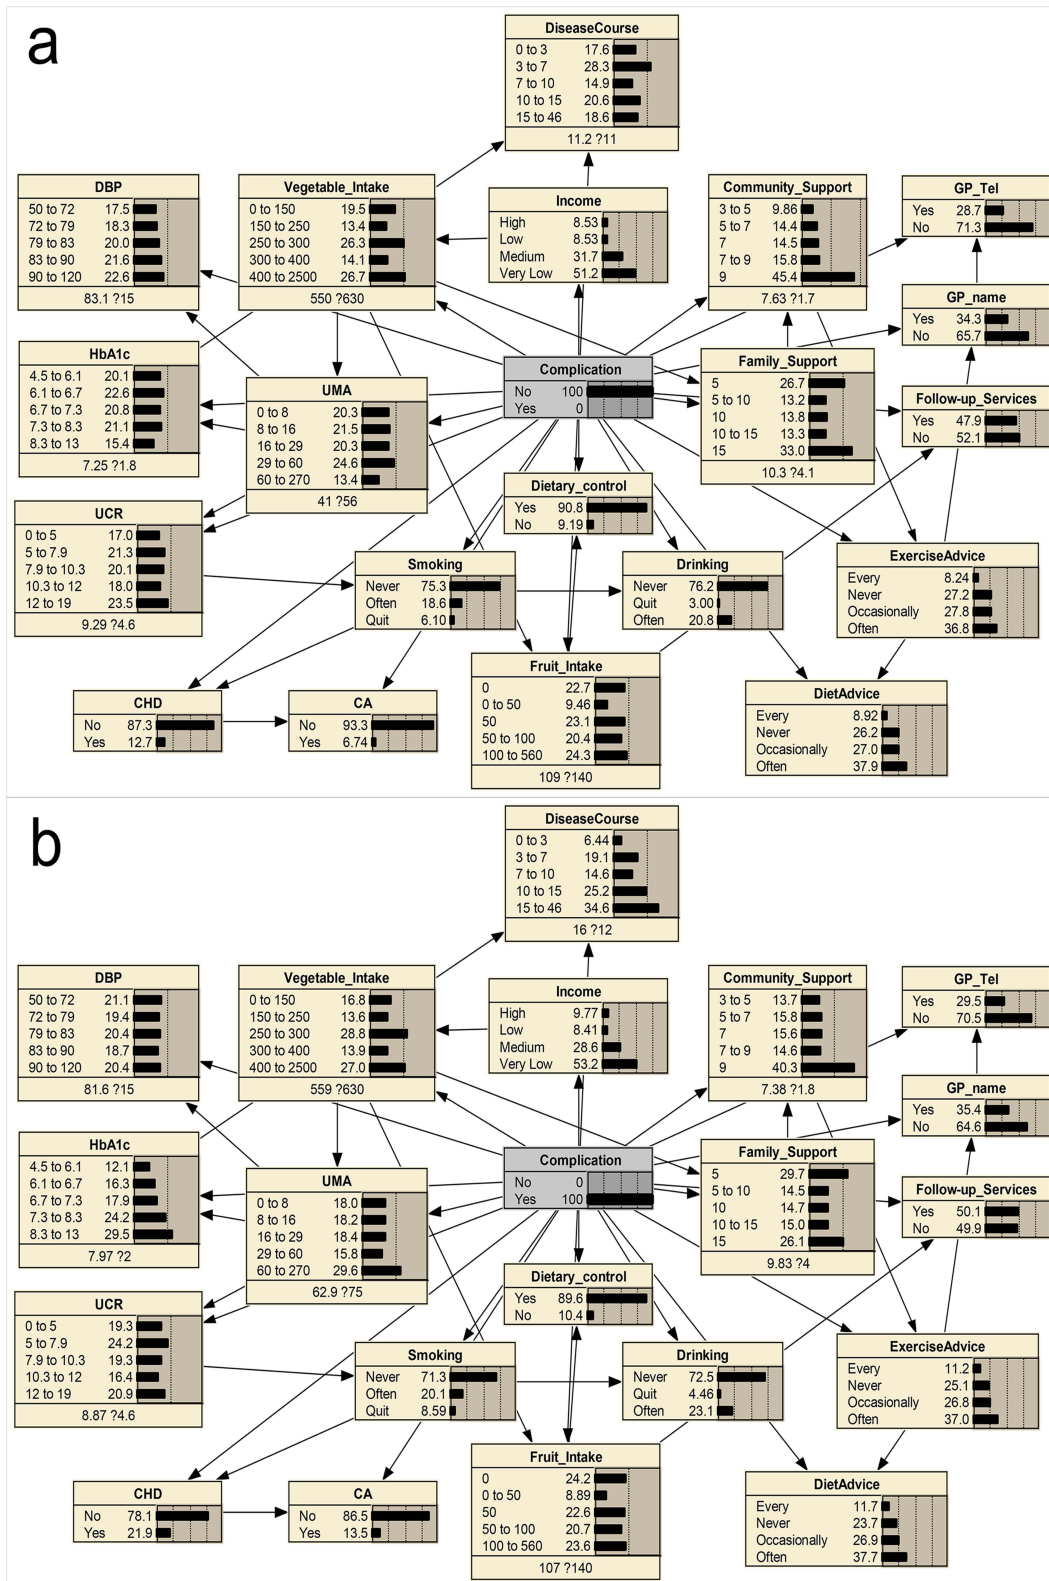 a
DiseaseCourse
0 to 3 17.6
3 to 7 28.3
7 to 10 14.9
10 to 15 20.6
15 to 46 18.6
11.2 ?11
DBP
50 to 72 17.5
72 to 79 18.3
79 to 83 20.0
83 to 90 21.6
90 to 120 22.6
83.1 ?15
Vegetable_Intake
0 to 150 19.5
150 to 250 13.4
250 to 300 26.3
300 to 400 14.1
400 to 2500 26.7
550 ?630
Income
High 8.53
Low 8.53
Medium 31.7
Very Low 51.2
Community_Support
3 to 5 9.86
5 to 7 14.4
7 14.5
7 to 9 15.8
9 45.4
7.63 ?1.7
GP_Tel
Yes 28.7
No 71.3
GP_name
Yes 34.3
No 65.7
HbA1c
4.5 to 6.1 20.1
6.1 to 6.7 22.6
6.7 to 7.3 20.8
7.3 to 8.3 21.1
8.3 to 13 15.4
7.25 ?1.8
UMA
0 to 8 20.3
8 to 16 21.5
16 to 29 20.3
29 to 60 24.6
60 to 270 13.4
41 ?56
Complication
No 100
Yes 0
Family_Support
5 26.7
5 to 10 13.2
10 13.8
10 to 15 13.3
15 33.0
10.3 ?4.1
Follow-up_Services
Yes 47.9
No 52.1
UCR
0 to 5 17.0
5 to 7.9 21.3
7.9 to 10.3 20.1
10.3 to 12 18.0
12 to 19 23.5
9.29 ?4.6
Dietary_control
Yes 90.8
No 9.19
Smoking
Never 75.3
Often 18.6
Quit 6.10
Drinking
Never 76.2
Quit 3.00
Often 20.8
ExerciseAdvice
Every 8.24
Never 27.2
Occasionally 27.8
Often 36.8
CHD
No 87.3
Yes 12.7
CA
No 93.3
Yes 6.74
Fruit_Intake
0 22.7
0 to 50 9.46
50 23.1
50 to 100 20.4
100 to 560 24.3
109 ?140
DietAdvice
Every 8.92
Never 26.2
Occasionally 27.0
Often 37.9
b
DiseaseCourse
0 to 3 6.44
3 to 7 19.1
7 to 10 14.6
10 to 15 25.2
15 to 46 34.6
16 ?12
DBP
50 to 72 21.1
72 to 79 19.4
79 to 83 20.4
83 to 90 18.7
90 to 120 20.4
81.6 ?15
Vegetable_Intake
0 to 150 16.8
150 to 250 13.6
250 to 300 28.8
300 to 400 13.9
400 to 2500 27.0
559 ?630
Income
High 9.77
Low 8.41
Medium 28.6
Very Low 53.2
Community_Support
3 to 5 13.7
5 to 7 15.8
7 15.6
7 to 9 14.6
9 40.3
7.38 ?1.8
GP_Tel
Yes 29.5
No 70.5
GP_name
Yes 35.4
No 64.6
HbA1c
4.5 to 6.1 12.1
6.1 to 6.7 16.3
6.7 to 7.3 17.9
7.3 to 8.3 24.2
8.3 to 13 29.5
7.97 ?2
UMA
0 to 8 18.0
8 to 16 18.2
16 to 29 18.4
29 to 60 15.8
60 to 270 29.6
62.9 ?75
Complication
No 0
Yes 100
Family_Support
5 29.7
5 to 10 14.5
10 14.7
10 to 15 15.0
15 26.1
9.83 ?4
Follow-up_Services
Yes 50.1
No 49.9
UCR
0 to 5 19.3
5 to 7.9 24.2
7.9 to 10.3 19.3
10.3 to 12 16.4
12 to 19 20.9
8.87 ?4.6
Dietary_control
Yes 89.6
No 10.4
Smoking
Never 71.3
Often 20.1
Quit 8.59
Drinking
Never 72.5
Quit 4.46
Often 23.1
ExerciseAdvice
Every 11.2
Never 25.1
Occasionally 26.8
Often 37.0
CHD
No 78.1
Yes 21.9
CA
No 86.5
Yes 13.5
Fruit_Intake
0 24.2
0 to 50 8.89
50 22.6
50 to 100 20.7
100 to 560 23.6
107 ?140
DietAdvice
Every 11.7
Never 23.7
Occasionally 26.9
Often 37.7